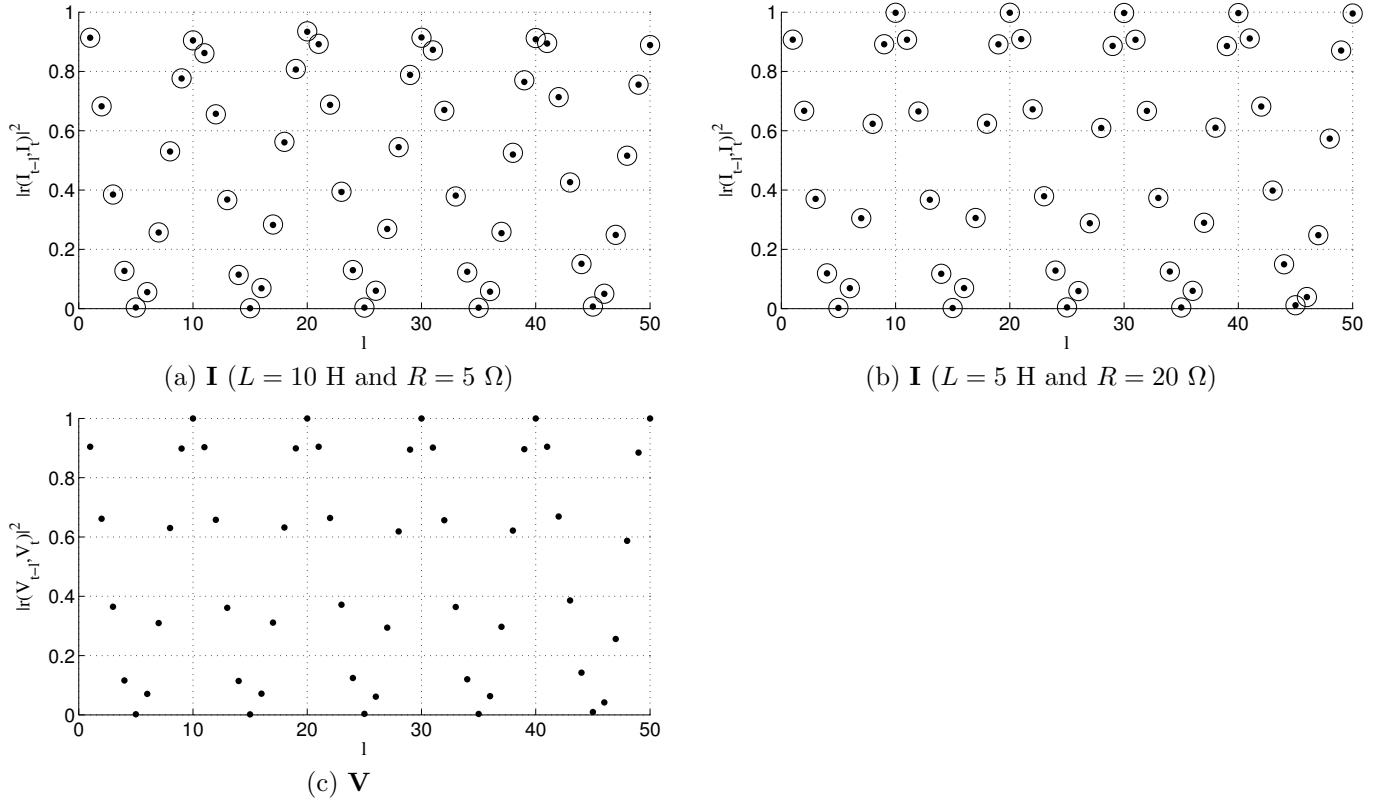 1
0.8
0.6
0.4
0.2
0
0 10 20 30 40 50
|r(I_{t−l},I_t)|^2
l
(a) I (L = 10 H and R = 5 Ω)
1
0.8
0.6
0.4
0.2
0
0 10 20 30 40 50
|r(I_{t−l},I_t)|^2
l
(b) I (L = 5 H and R = 20 Ω)
1
0.8
0.6
0.4
0.2
0
0 10 20 30 40 50
|r(V_{t−l},V_t)|^2
l
(c) V